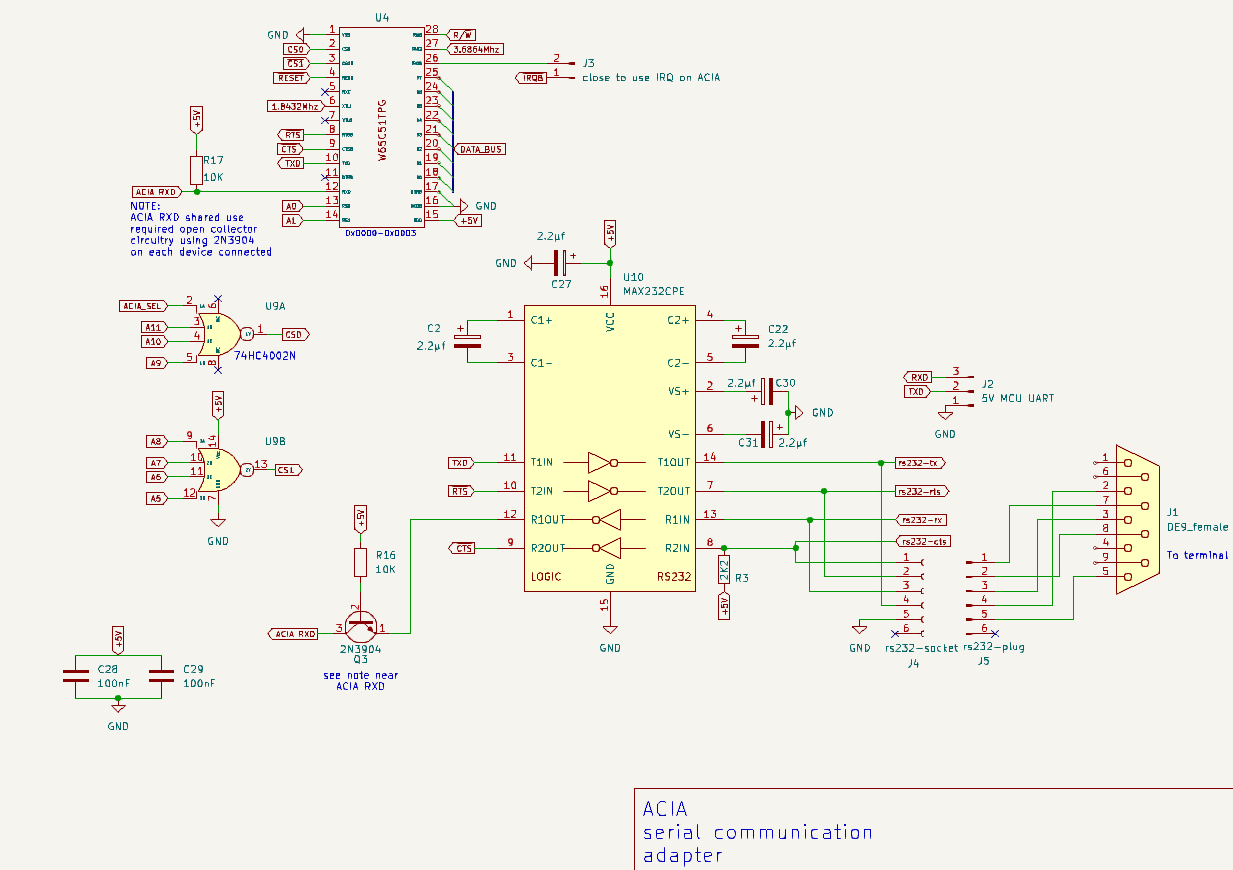 U4
GND
CS0
CS1
RESET
1.8432Mhz
RTS
CTS
TXD
A0
A1
1
2
3
4
5
6
7
8
9
10
11
12
13
14
W65C51TPG
28
27
26
25
24
23
22
21
20
19
18
17
16
15
R/W
3.6864Mhz
DATA_BUS
GND
+5V
0x0000-0x0003
2
1
J3
IRQB
close to use IRQ on ACIA
+5V
R17
10K
ACIA RXD
NOTE:
ACIA RXD shared use
required open collector
circuitry using 2N3904
on each device connected
ACIA_SEL
A11
A10
A9
2
3
4
5
6
8
1
U9A
CS0
74HC4002N
+5V
A8
A7
A6
A5
9
10
11
12
14
7
13
U9B
CS1
GND
2.2µf
+5V
GND
+
C27
U10
MAX232CPE
16
VCC
C2
2.2µf
+
1
3
C1+
C1-
C2+
C2-
4
5
+
C22
2.2µf
VS+
2
2.2µf
C30
+
GND
VS-
6
C31
+
2.2µf
TXD
11
T1IN
T1OUT
14
rs232-tx
RTS
10
T2IN
T2OUT
7
rs232-rts
12
R1OUT
R1IN
13
rs232-rx
CTS
9
R2OUT
R2IN
8
rs232-cts
LOGIC
GND
RS232
15
GND
2K2
R3
+5V
+5V
R16
10K
2
ACIA RXD
3
1
2N3904
Q3
see note near
ACIA RXD
+5V
C28
100nF
C29
100nF
GND
RXD
TXD
3
2
1
J2
5V MCU UART
GND
1
2
3
4
5
6
GND
rs232-socket
J4
1
2
3
4
5
6
rs232-plug
J5
1
6
2
7
3
8
4
9
5
J1
DE9_female
To terminal
ACIA
serial communication
adapter